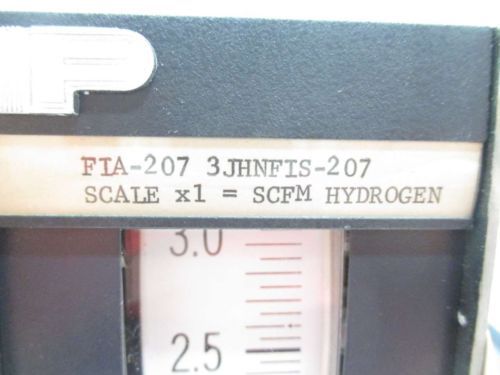 FIA-207 3JHNFIS-207
SCALE x1 = SCFM HYDROGEN
3.0
2.5